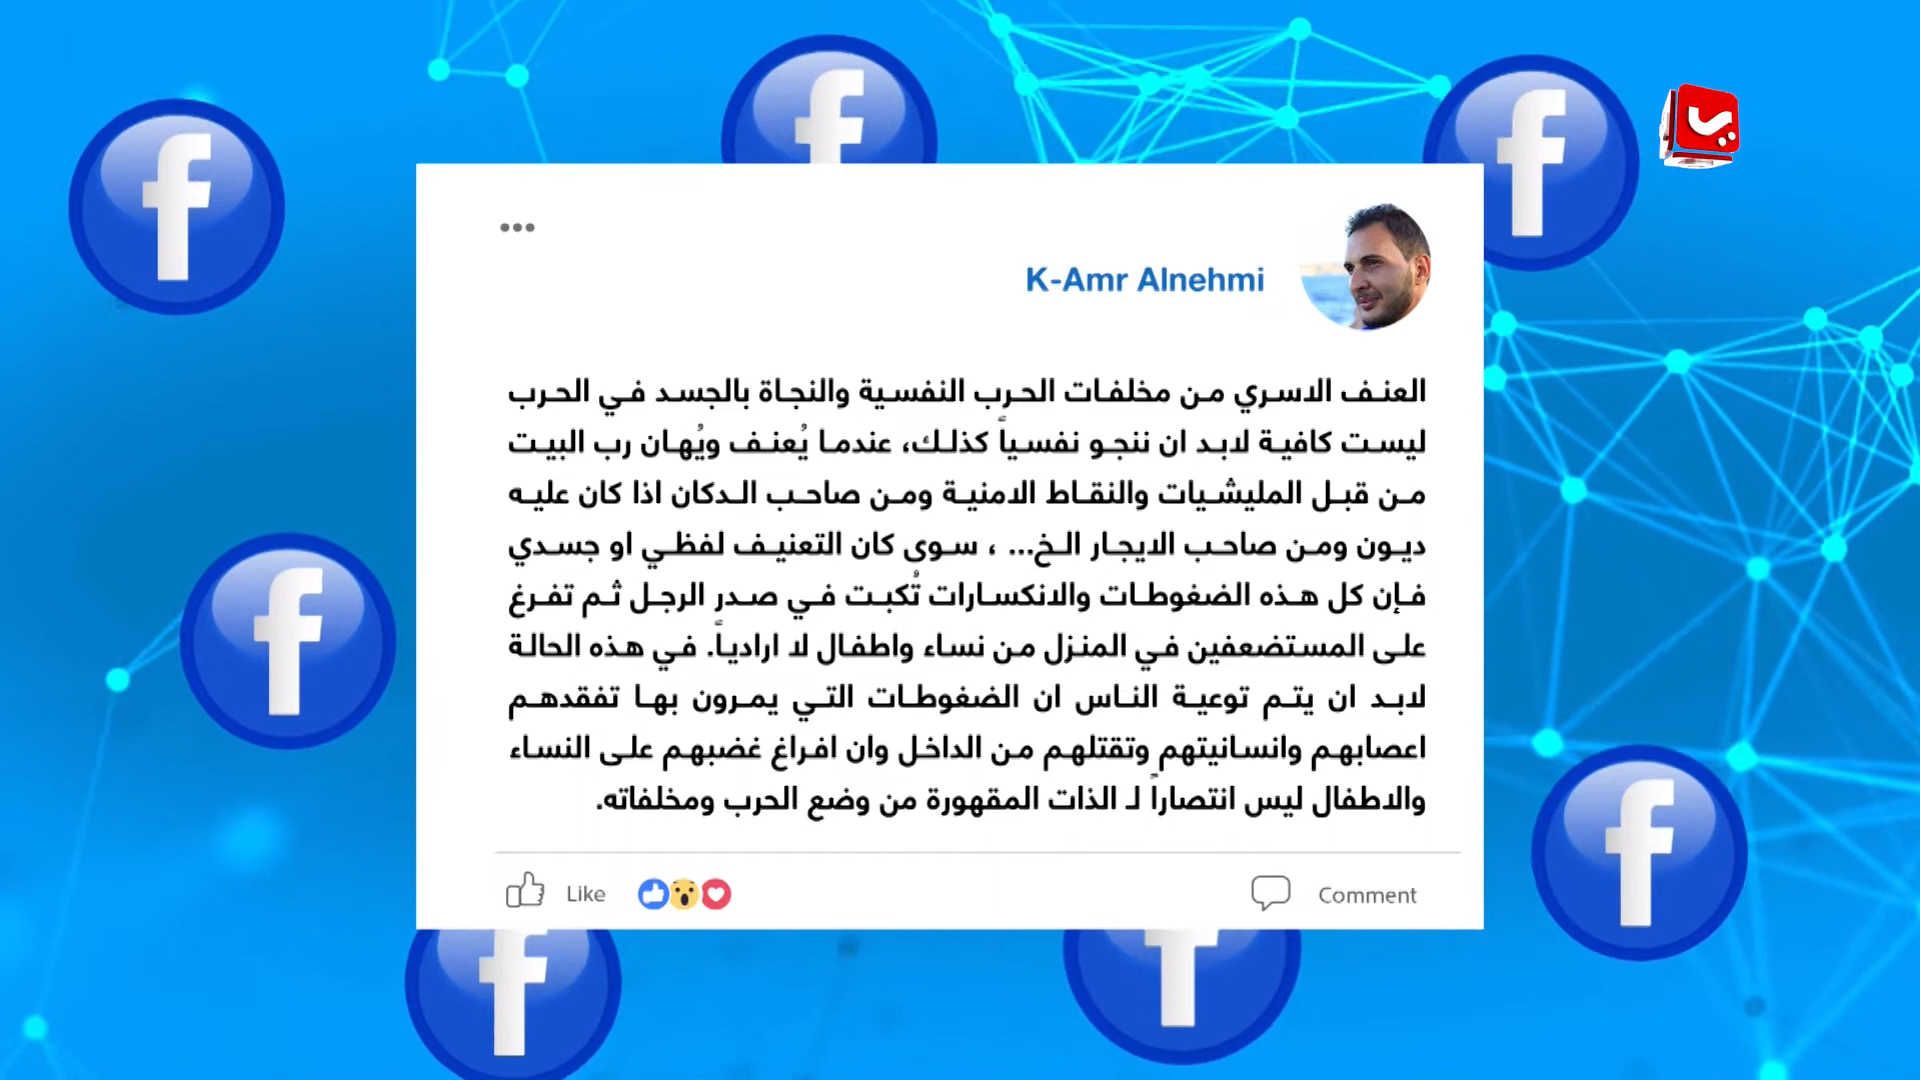 K-Amr Alnehmi
العنف الاسري من مخلفات الحرب النفسية والنجاة بالجسد في الحرب
ليست كافية لابد ان ننجو نفسياً كذلك، عندما يُعنف ويُهان رب البيت
من قبل المليشيات والنقاط الامنية ومن صاحب الدكان اذا كان عليه
ديون ومن صاحب الايجار الخ... ، سوى كان التعنيف لفظي او جسدي
فإن كل هذه الضغوطات والانكسارات تُكبت في صدر الرجل ثم تفرغ
على المستضعفين في المنزل من نساء واطفال لا ارادياً. في هذه الحالة
لابد ان يتم توعية الناس ان الضغوطات التي يمرون بها تفقدهم
اعصابهم وانسانيتهم وتقتلهم من الداخل وان افراغ غضبهم على النساء
والاطفال ليس انتصاراً لـ الذات المقهورة من وضع الحرب ومخلفاته.
Like
Comment